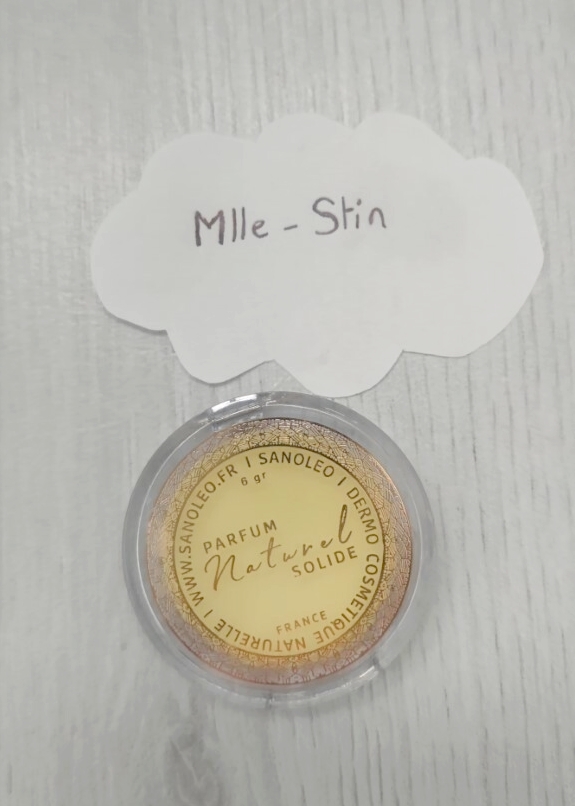 Mlle - Stin
WWW.SANOLEO.FR | SANOLEO | DERMO COSMETIQUE NATURELLE |
6 gr
PARFUM
Naturel
SOLIDE
FRANCE